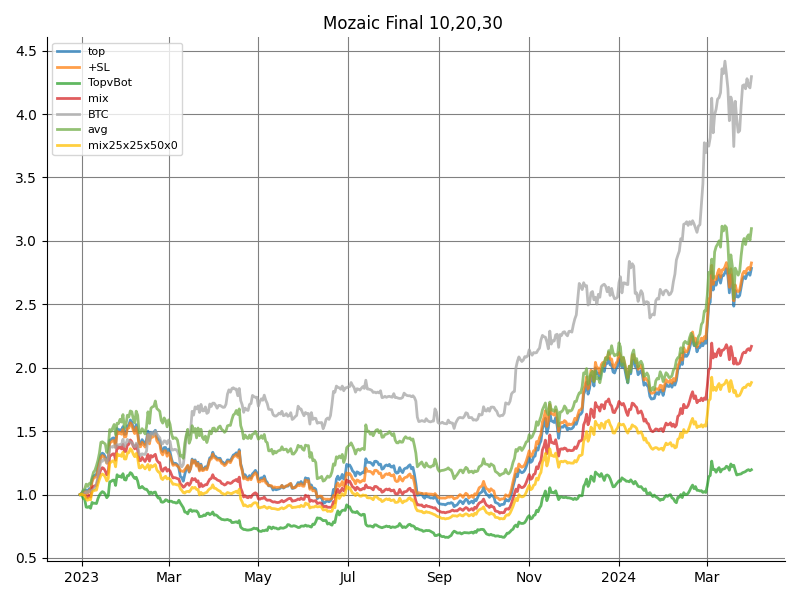 Mozaic Final 10,20,30
top
+SL
TopvBot
mix
BTC
avg
mix25x25x50x0
4.5
4.0
3.5
3.0
2.5
2.0
1.5
1.0
0.5
2023
Mar
May
Jul
Sep
Nov
2024
Mar